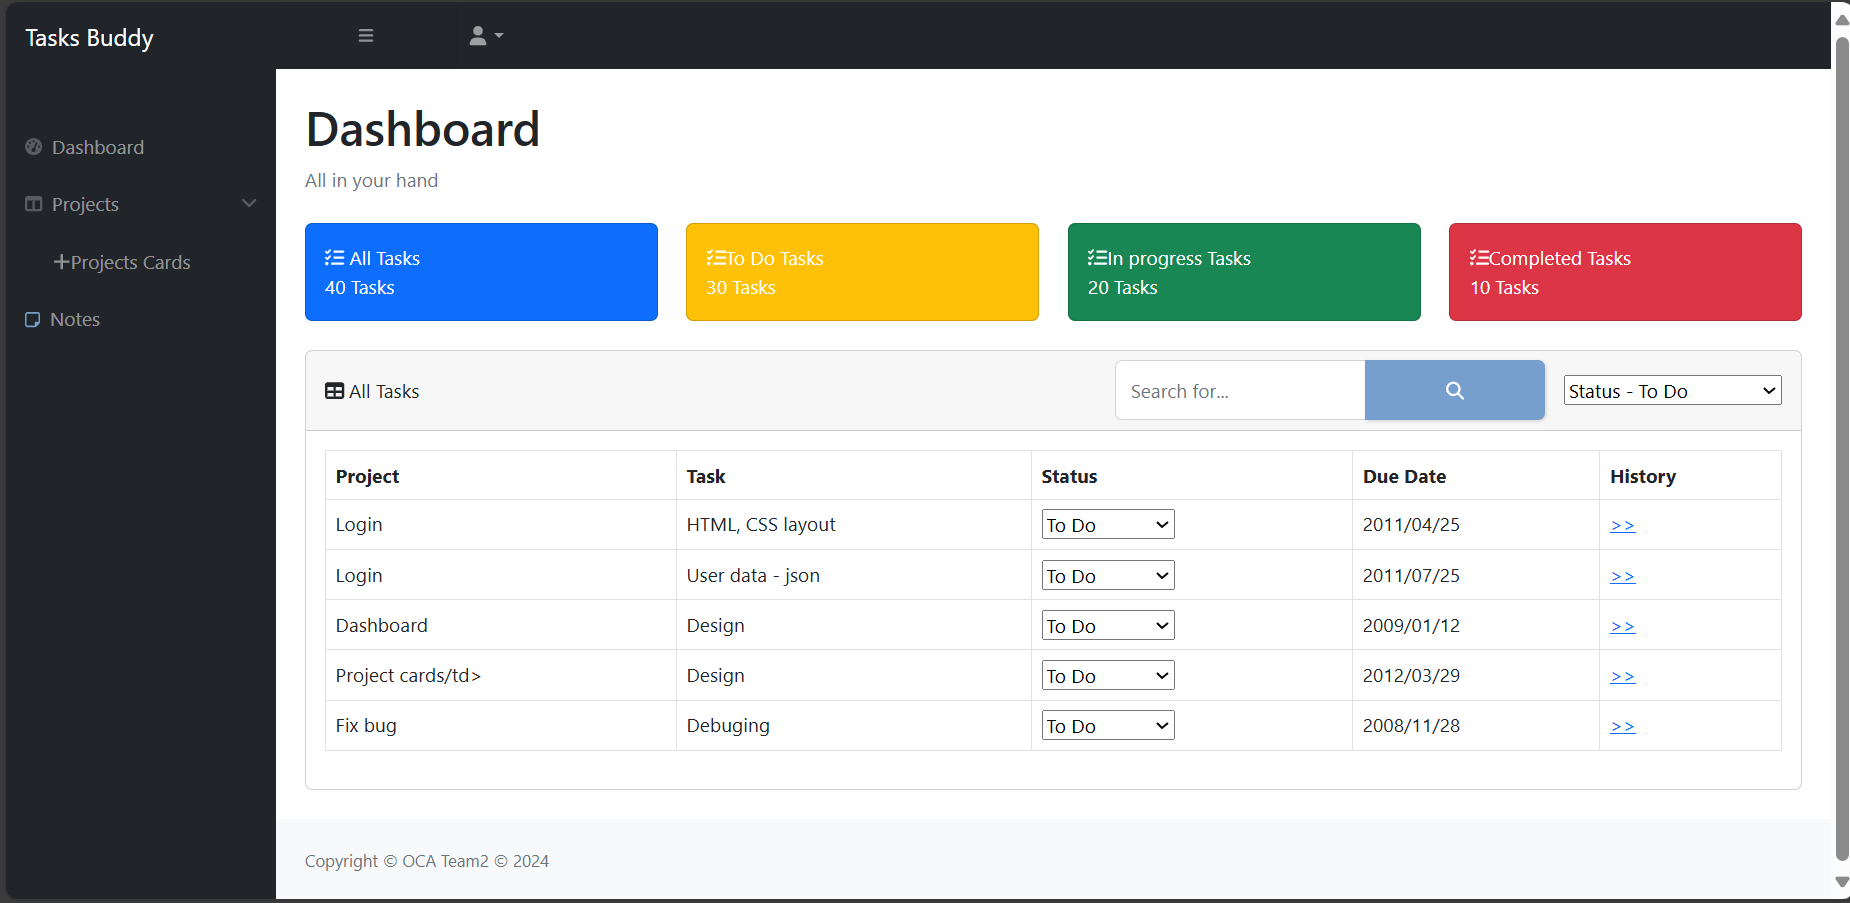 Tasks Buddy
Dashboard
Projects
+Projects Cards
Notes
Dashboard
All in your hand
All Tasks
40 Tasks
To Do Tasks
30 Tasks
In progress Tasks
20 Tasks
Completed Tasks
10 Tasks
All Tasks
Search for...
Status - To Do
Project Task Status Due Date History
Login HTML, CSS layout To Do 2011/04/25 >>
Login User data - json To Do 2011/07/25 >>
Dashboard Design To Do 2009/01/12 >>
Project cards/td> Design To Do 2012/03/29 >>
Fix bug Debuging To Do 2008/11/28 >>
Copyright © OCA Team2 © 2024